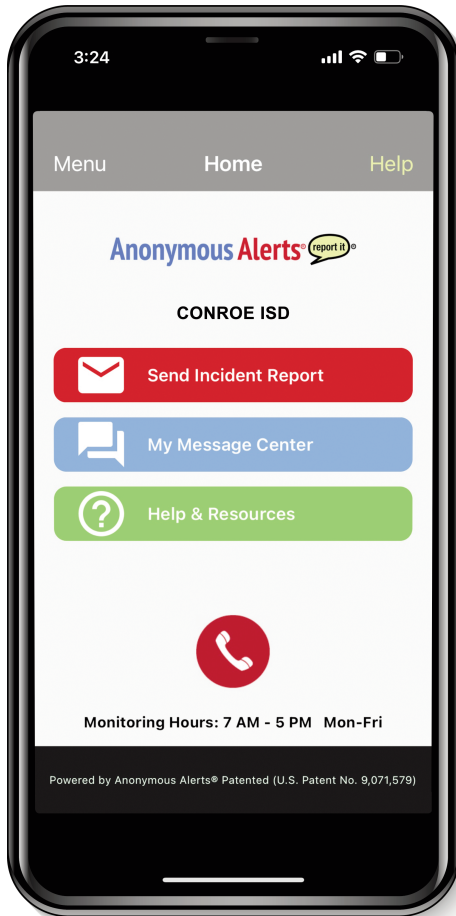 3:24
Menu Home Help
Anonymous Alerts® report it®
CONROE ISD
Send Incident Report
My Message Center
Help & Resources
Monitoring Hours: 7 AM - 5 PM Mon-Fri
Powered by Anonymous Alerts® Patented (U.S. Patent No. 9,071,579)